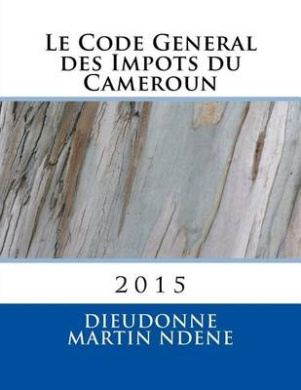 Le Code General
des Impots du
Cameroun
2015
DIEUDONNE
MARTIN NDENE